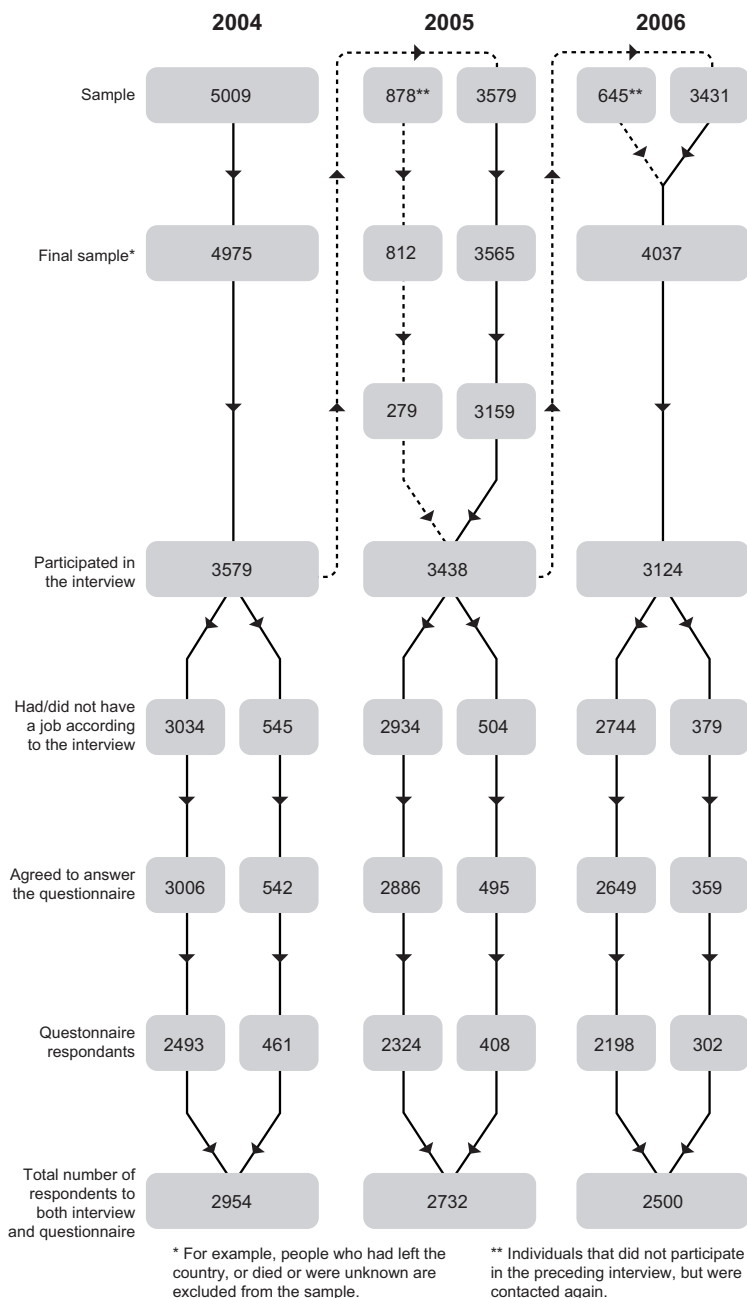 2004 2005 2006
Sample 5009 878** 3579 645** 3431
Final sample* 4975 812 3565 4037
279 3159
Participated in
the interview 3579 3438 3124
Had/did not have
a job according
to the interview 3034 545 2934 504 2744 379
Agreed to answer
the questionnaire 3006 542 2886 495 2649 359
Questonnaire
respondants 2493 461 2324 408 2198 302
Total number of
respondents to
both interview
and questionnaire 2954 2732 2500
* For example, people who had left the
country, or died or were unknown are
excluded from the sample.
** Individuals that did not participate
in the preceding interview, but were
contacted again.